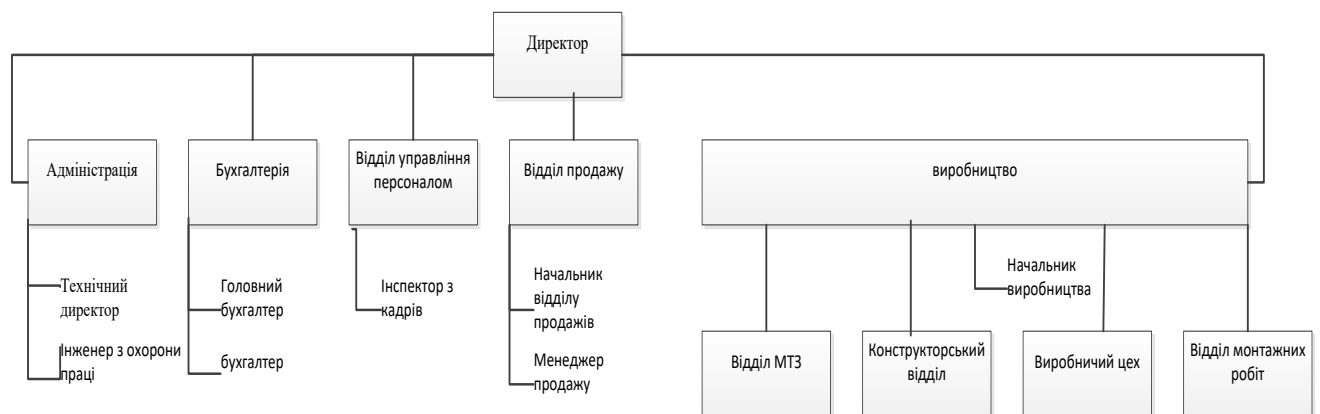 Директор
Адміністрація
Бухгалтерія
Відділ управління
персоналом
Відділ продажу
виробництво
Технічний
директор
Інженер з охорони
праці
Головний
бухгалтер
бухгалтер
Інспектор з
кадрів
Начальник
відділу
продажів
Менеджер
продажу
Начальник
виробництва
Відділ МТЗ
Конструкторський
відділ
Виробничий цех
Відділ монтажних
робіт